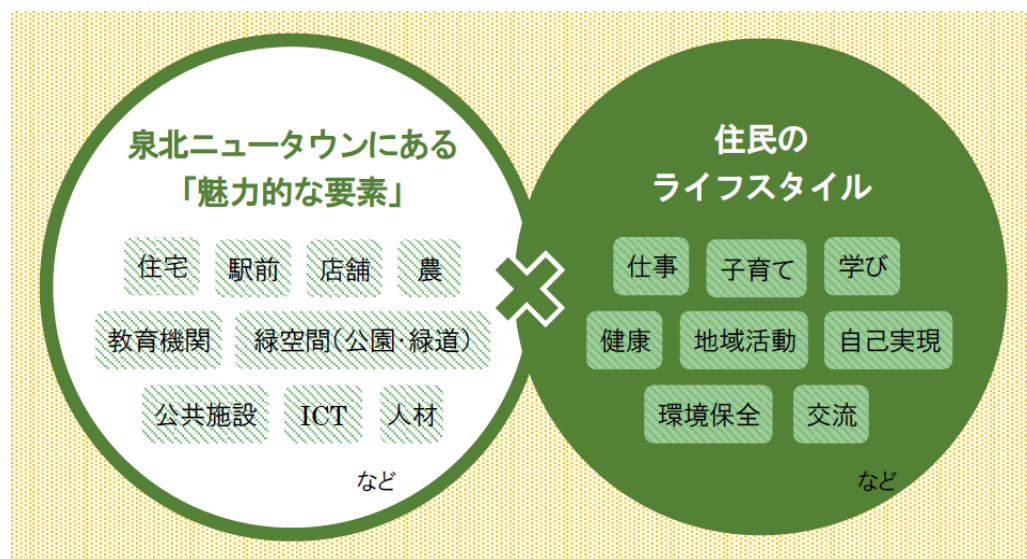 泉北ニュータウンにある
「魅力的な要素」
住宅 駅前 店舗 農
教育機関 緑空間(公園･緑道)
公共施設 ICT 人材
など
住民の
ライフスタイル
仕事 子育て 学び
健康 地域活動 自己実現
環境保全 交流
など